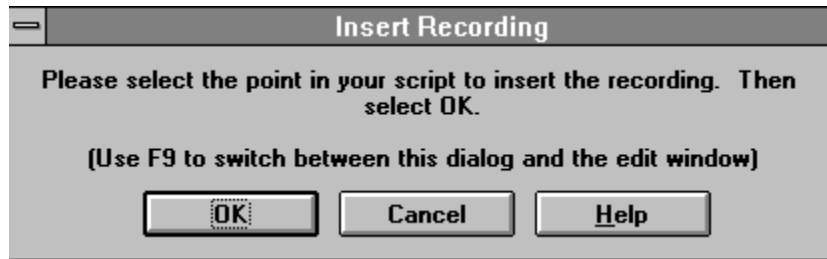 Insert Recording
Please select the point in your script to insert the recording.  Then
select OK.
(Use F9 to switch between this dialog and the edit window)
OK Cancel Help